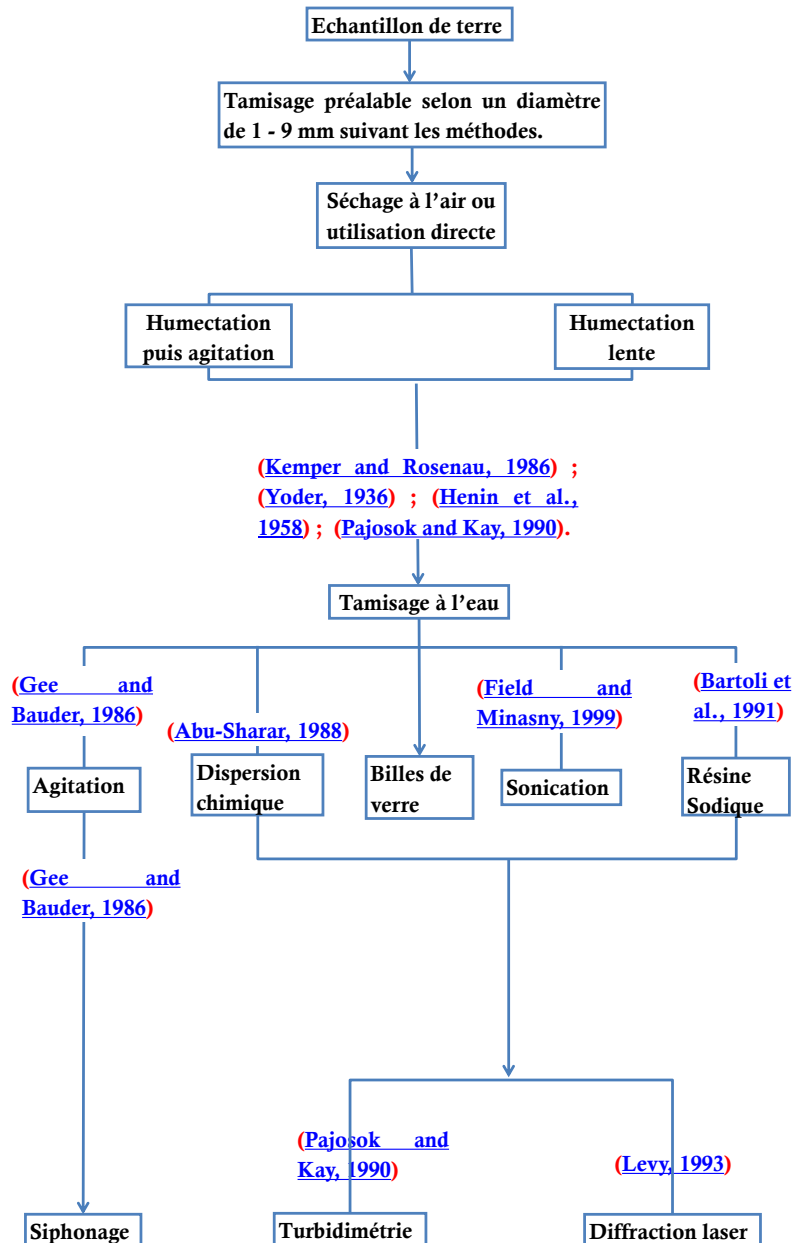 Echantillon de terre
Tamisage préalable selon un diamètre
de 1 - 9 mm suivant les méthodes.
Séchage à l’air ou
utilisation directe
Humectation
puis agitation
Humectation
lente
(Kemper and Rosenau, 1986) ;
(Yoder, 1936) ; (Henin et al.,
1958) ; (Pajosok and Kay, 1990).
Tamisage à l’eau
(Gee and
Bauder, 1986)
(Abu-Sharar, 1988)
(Field and
Minasny, 1999)
(Bartoli et
al., 1991)
Agitation
Dispersion
chimique
Billes de
verre
Sonication
Résine
Sodique
(Gee and
Bauder, 1986)
(Pajosok and
Kay, 1990)
(Levy, 1993)
Siphonage
Turbidimétrie
Diffraction laser